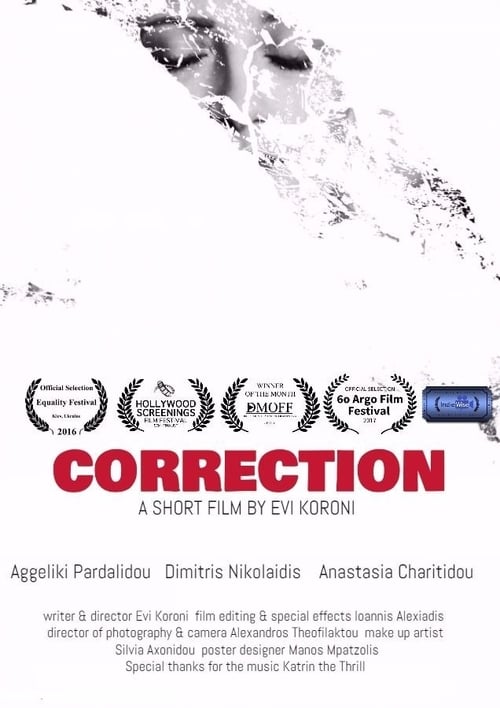 Official Selection
Equality Festival
Kiev, Ukraine
2016
HOLLYWOOD
SCREENINGS
FILM FESTIVAL
WINNER
OF THE MONTH
DMOFF
OFFICIAL SELECTION
6o Argo Film
Festival
2017
IndieWise
CORRECTION
A SHORT FILM BY EVI KORONI
Aggeliki Pardalidou Dimitris Nikolaidis Anastasia Charitidou
writer & director Evi Koroni film editing & special effects Ioannis Alexiadis
director of photography & camera Alexandros Theofilaktou make up artist
Silvia Axonidou poster designer Manos Mpatzolis
Special thanks for the music Katrin the Thrill